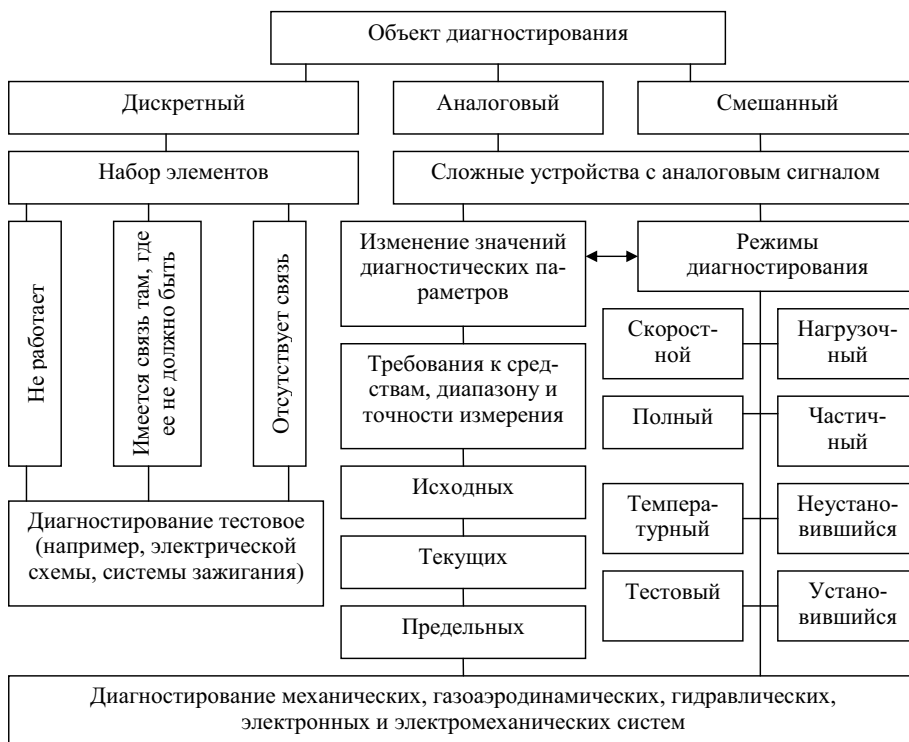 Объект диагностирования
Дискретный
Аналоговый
Смешанный
Набор элементов
Сложные устройства с аналоговым сигналом
Не работает
Имеется связь там, где
ее не должно быть
Отсутствует связь
Изменение значений
диагностических па-
раметров
Режимы
диагностирования
Требования к сред-
ствам, диапазону и
точности измерения
Скорост-
ной
Нагрузоч-
ный
Полный
Частич-
ный
Исходных
Температу-
рный
Неустано-
вившийся
Диагностирование тестовое
(например, электрической
схемы, системы зажигания)
Текущих
Тестовый
Устано-
вившийся
Предельных
Диагностирование механических, газоаэродинамических, гидравлических,
электронных и электромеханических систем